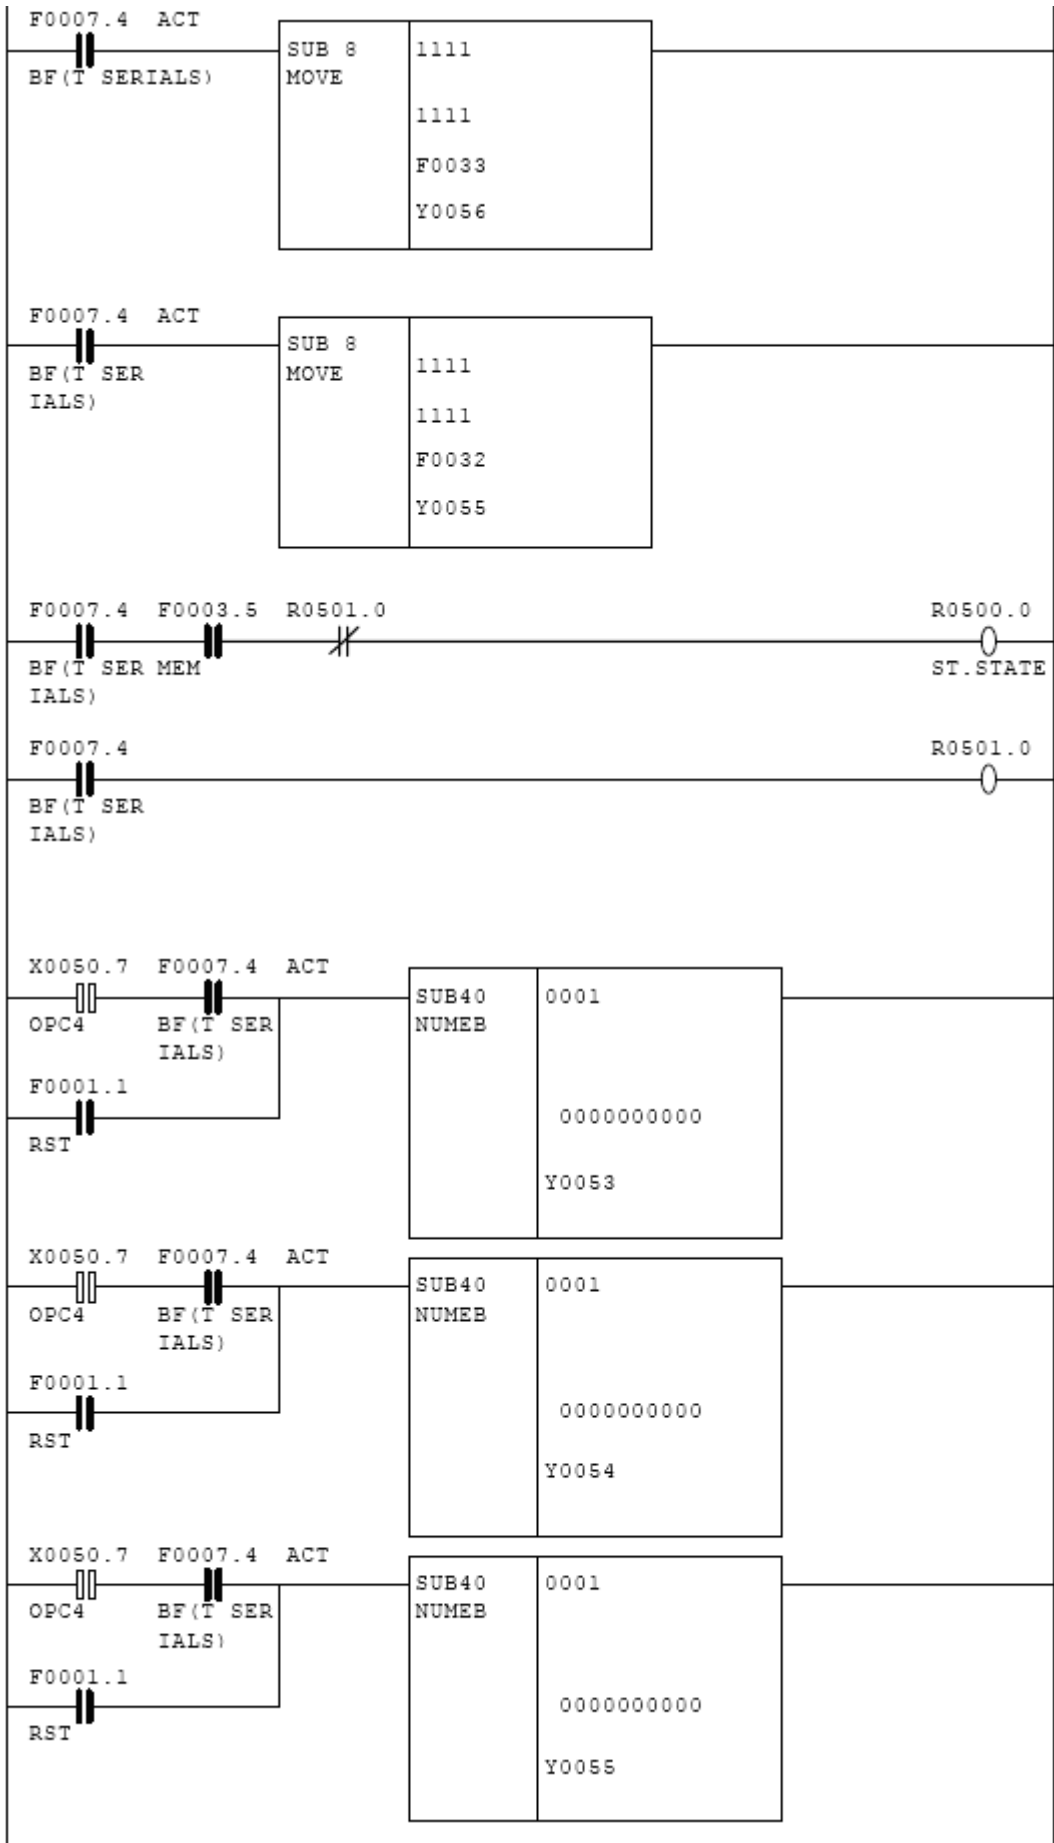 F0007.4 ACT
SUB 8 1111
BF(T SERIALS) MOVE
1111
F0033
Y0056
F0007.4 ACT
SUB 8
BF(T SER MOVE 1111
IALS)
1111
F0032
Y0055
F0007.4 F0003.5 R0501.0 R0500.0
BF(T SER MEM ST.STATE
IALS)
F0007.4 R0501.0
BF(T SER
IALS)
X0050.7 F0007.4 ACT
SUB40 0001
OPC4 BF(T SER NUMEB
IALS)
F0001.1
0000000000
RST
Y0053
X0050.7 F0007.4 ACT
SUB40 0001
OPC4 BF(T SER NUMEB
IALS)
F0001.1
0000000000
RST
Y0054
X0050.7 F0007.4 ACT
SUB40 0001
OPC4 BF(T SER NUMEB
IALS)
F0001.1
0000000000
RST
Y0055